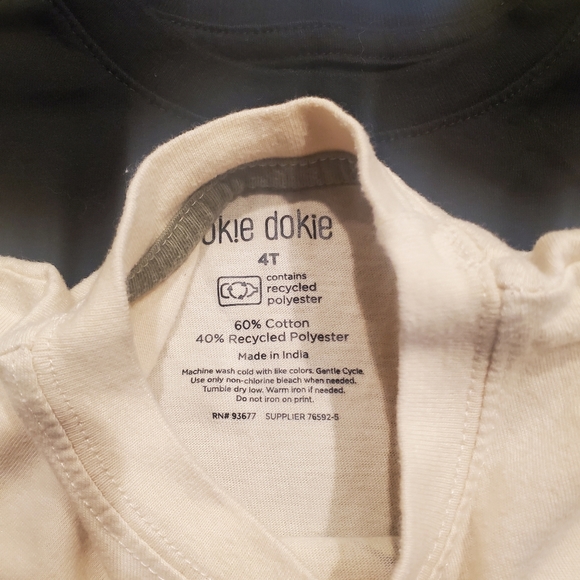 okie dokie
4T
contains
recycled
polyester
60% Cotton
40% Recycled Polyester
Made in India
Machine wash cold with like colors. Gentle Cycle.
Use only non-chlorine bleach when needed.
Tumble dry low. Warm iron if needed.
Do not iron on print.
RN# 93677 SUPPLIER 76592-5